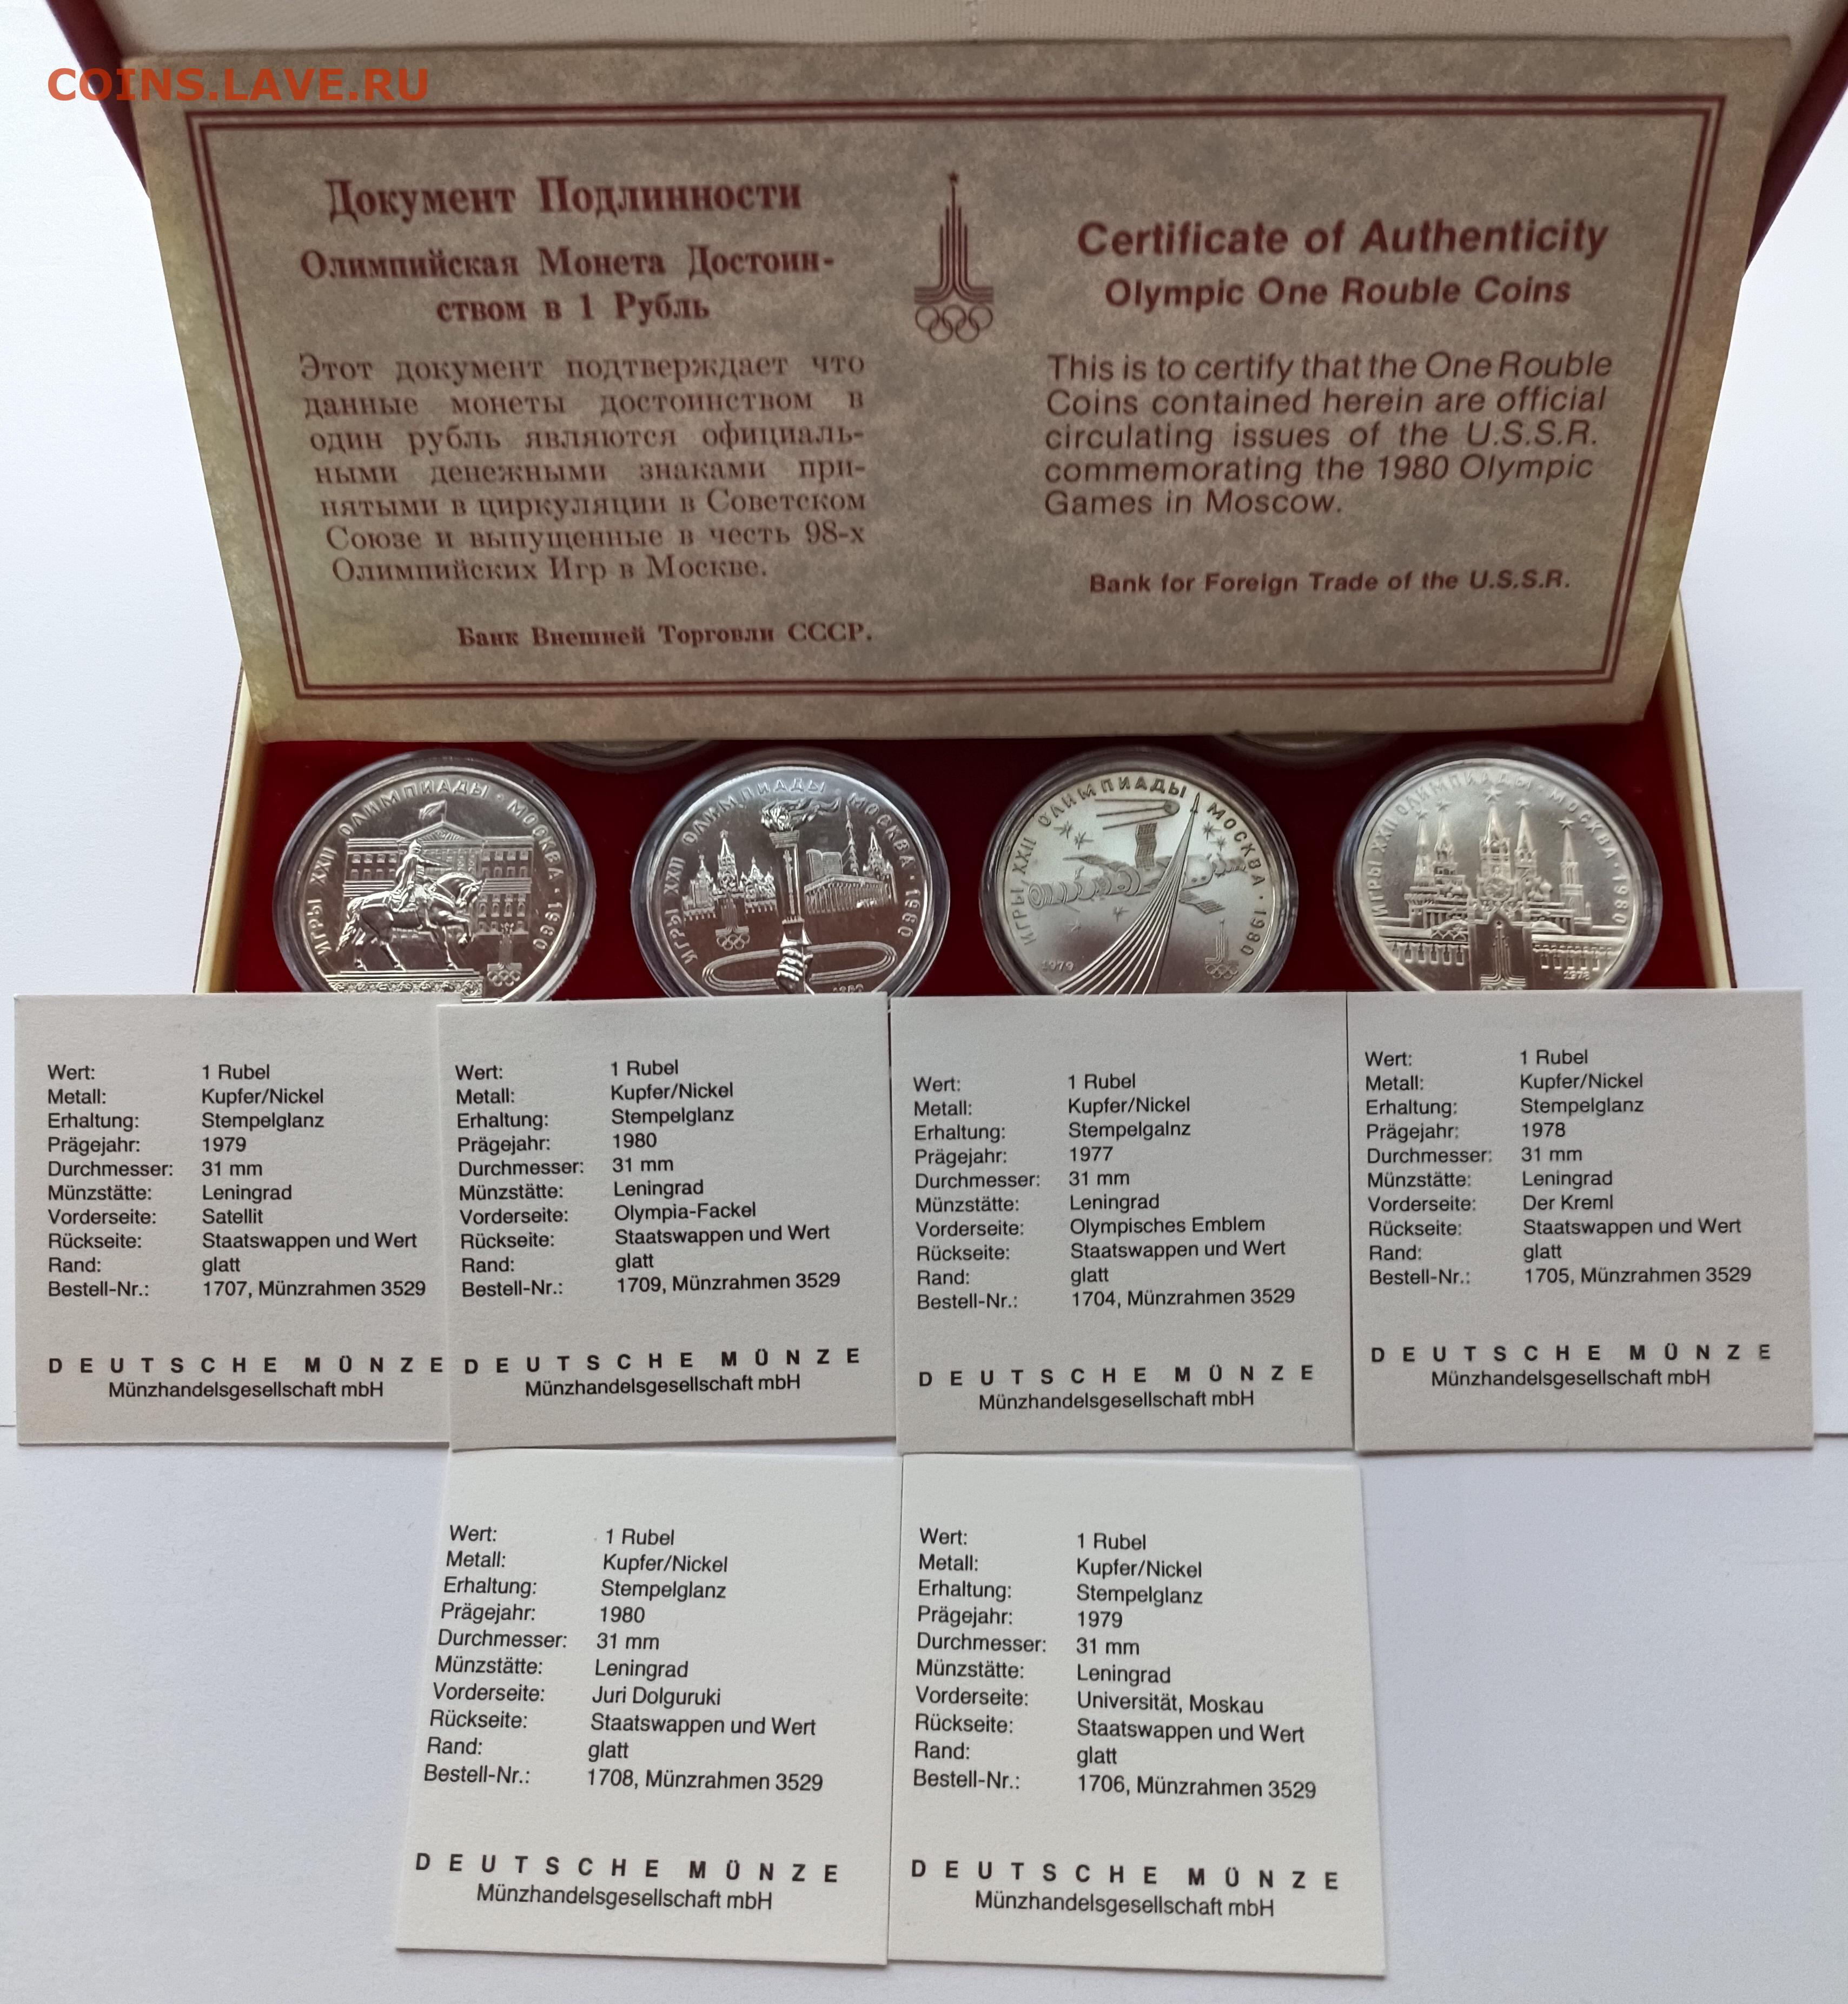 COINS.LAVE.RU
Документ Подлинности
Олимпийская Монета Достоин-
ством в 1 Рубль
Этот документ подтверждает что
данные монеты достоинством в
один рубль являются официаль-
ными денежными знаками при-
нятыми в циркуляции в Советском
Союзе и выпущенные в честь 98-х
Олимпийских Игр в Москве.
Банк Внешней Торговли СССР.
Certificate of Authenticity
Olympic One Rouble Coins
This is to certify that the One Rouble
Coins contained herein are official
circulating issues of the U.S.S.R.
commemorating the 1980 Olympic
Games in Moscow.
Bank for Foreign Trade of the U.S.S.R.
ИГРЫ XXII ОЛИМПИАДЫ · МОСКВА · 1980
ИГРЫ XXII ОЛИМПИАДЫ · МОСКВА · 1980
1980
ИГРЫ XXII ОЛИМПИАДЫ · МОСКВА · 1980
1979
ИГРЫ XXII ОЛИМПИАДЫ · МОСКВА · 1980
1978
Wert: 1 Rubel
Metall: Kupfer/Nickel
Erhaltung: Stempelglanz
Prägejahr: 1979
Durchmesser: 31 mm
Münzstätte: Leningrad
Vorderseite: Satellit
Rückseite: Staatswappen und Wert
Rand: glatt
Bestell-Nr.: 1707, Münzrahmen 3529
DEUTSCHE MÜNZE
Münzhandelsgesellschaft mbH
Wert: 1 Rubel
Metall: Kupfer/Nickel
Erhaltung: Stempelglanz
Prägejahr: 1980
Durchmesser: 31 mm
Münzstätte: Leningrad
Vorderseite: Olympia-Fackel
Rückseite: Staatswappen und Wert
Rand: glatt
Bestell-Nr.: 1709, Münzrahmen 3529
DEUTSCHE MÜNZE
Münzhandelsgesellschaft mbH
Wert: 1 Rubel
Metall: Kupfer/Nickel
Erhaltung: Stempelgalnz
Prägejahr: 1977
Durchmesser: 31 mm
Münzstätte: Leningrad
Vorderseite: Olympisches Emblem
Rückseite: Staatswappen und Wert
Rand: glatt
Bestell-Nr.: 1704, Münzrahmen 3529
DEUTSCHE MÜNZE
Münzhandelsgesellschaft mbH
Wert: 1 Rubel
Metall: Kupfer/Nickel
Erhaltung: Stempelglanz
Prägejahr: 1978
Durchmesser: 31 mm
Münzstätte: Leningrad
Vorderseite: Der Kreml
Rückseite: Staatswappen und Wert
Rand: glatt
Bestell-Nr.: 1705, Münzrahmen 3529
DEUTSCHE MÜNZE
Münzhandelsgesellschaft mbH
Wert: 1 Rubel
Metall: Kupfer/Nickel
Erhaltung: Stempelglanz
Prägejahr: 1980
Durchmesser: 31 mm
Münzstätte: Leningrad
Vorderseite: Juri Dolguruki
Rückseite: Staatswappen und Wert
Rand: glatt
Bestell-Nr.: 1708, Münzrahmen 3529
DEUTSCHE MÜNZE
Münzhandelsgesellschaft mbH
Wert: 1 Rubel
Metall: Kupfer/Nickel
Erhaltung: Stempelglanz
Prägejahr: 1979
Durchmesser: 31 mm
Münzstätte: Leningrad
Vorderseite: Universität, Moskau
Rückseite: Staatswappen und Wert
Rand: glatt
Bestell-Nr.: 1706, Münzrahmen 3529
DEUTSCHE MÜNZE
Münzhandelsgesellschaft mbH